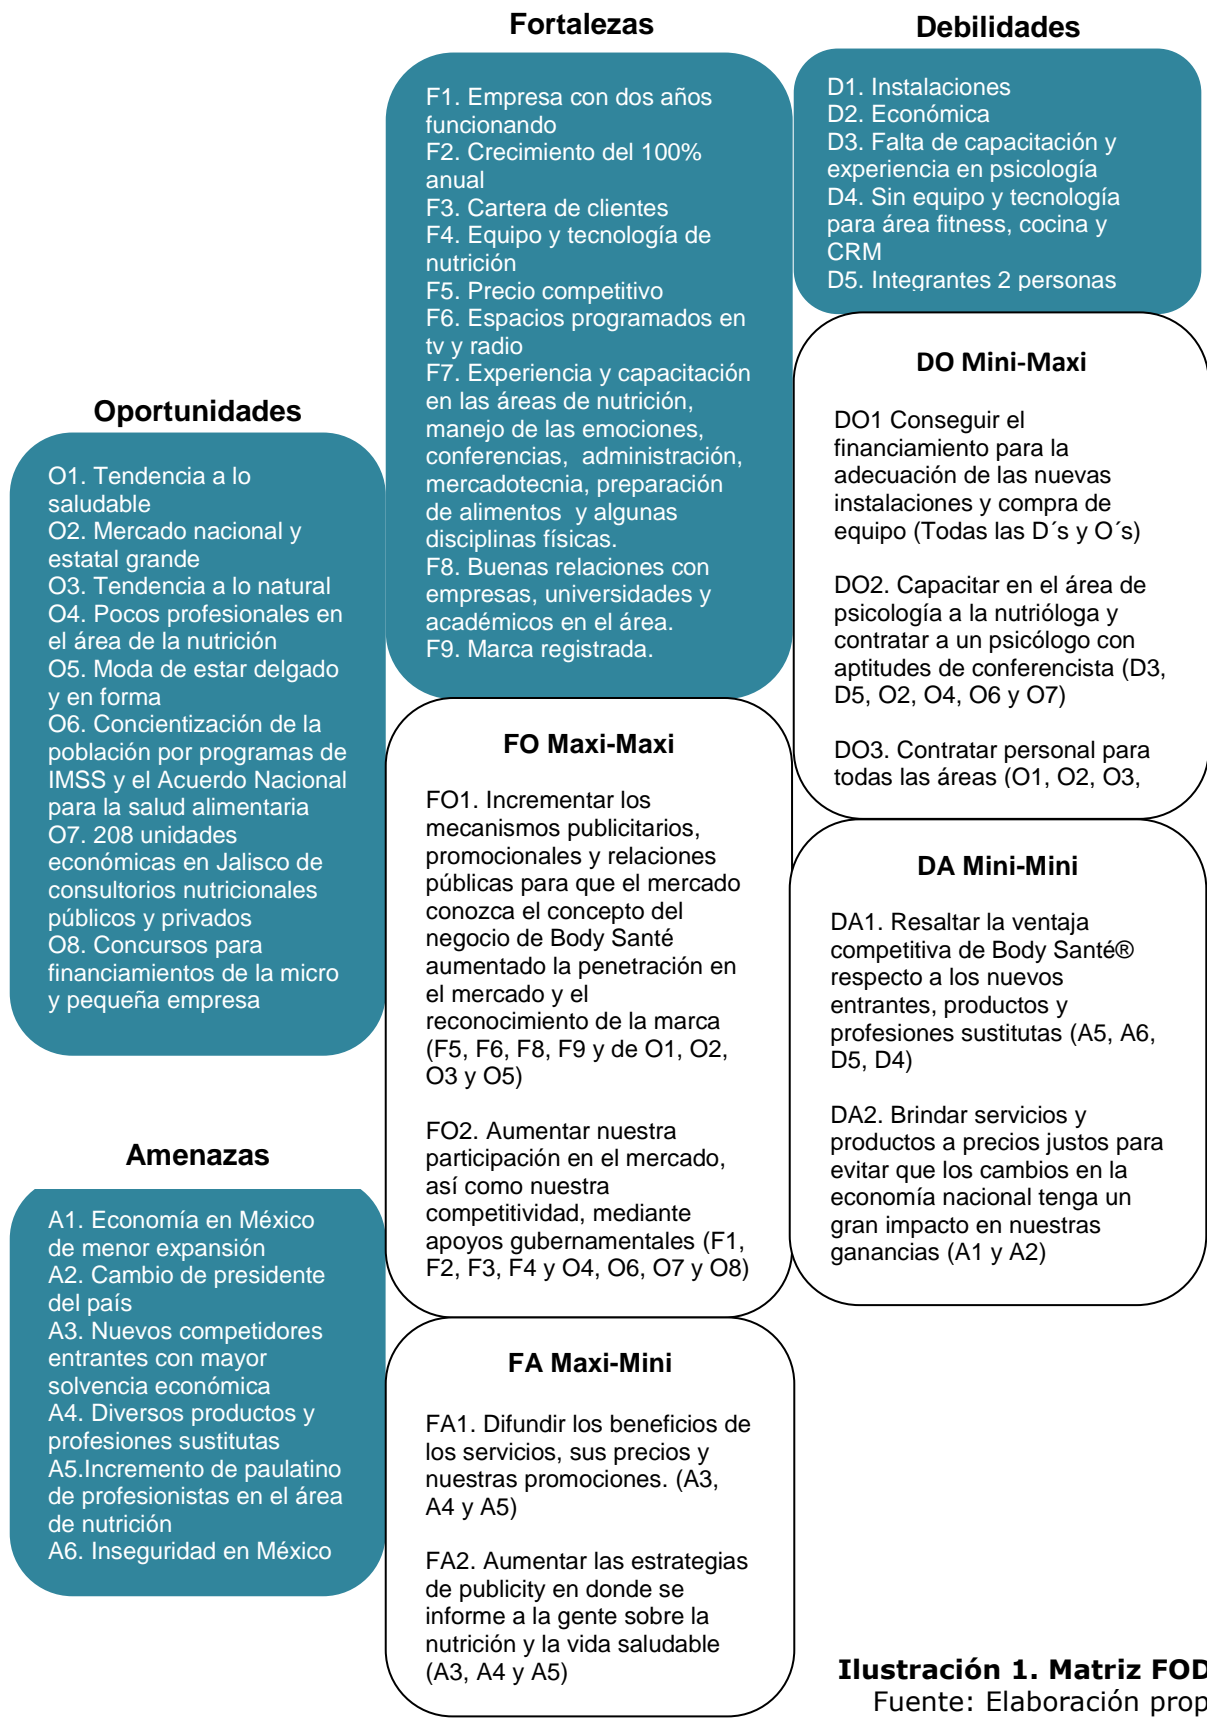 Fortalezas
F1. Empresa con dos años
funcionando
F2. Crecimiento del 100%
anual
F3. Cartera de clientes
F4. Equipo y tecnología de
nutrición
F5. Precio competitivo
F6. Espacios programados en
tv y radio
F7. Experiencia y capacitación
en las áreas de nutrición,
manejo de las emociones,
conferencias, administración,
mercadotecnia, preparación
de alimentos y algunas
disciplinas físicas.
F8. Buenas relaciones con
empresas, universidades y
académicos en el área.
F9. Marca registrada.
Debilidades
D1. Instalaciones
D2. Económica
D3. Falta de capacitación y
experiencia en psicología
D4. Sin equipo y tecnología
para área fitness, cocina y
CRM
D5. Integrantes 2 personas
Oportunidades
O1. Tendencia a lo
saludable
O2. Mercado nacional y
estatal grande
O3. Tendencia a lo natural
O4. Pocos profesionales en
el área de la nutrición
O5. Moda de estar delgado
y en forma
O6. Concientización de la
población por programas de
IMSS y el Acuerdo Nacional
para la salud alimentaria
O7. 208 unidades
económicas en Jalisco de
consultorios nutricionales
públicos y privados
O8. Concursos para
financiamientos de la micro
y pequeña empresa
FO Maxi-Maxi
FO1. Incrementar los
mecanismos publicitarios,
promocionales y relaciones
públicas para que el mercado
conozca el concepto del
negocio de Body Santé
aumentado la penetración en
el mercado y el
reconocimiento de la marca
(F5, F6, F8, F9 y de O1, O2,
O3 y O5)
FO2. Aumentar nuestra
participación en el mercado,
así como nuestra
competitividad, mediante
apoyos gubernamentales (F1,
F2, F3, F4 y O4, O6, O7 y O8)
DO Mini-Maxi
DO1 Conseguir el
financiamiento para la
adecuación de las nuevas
instalaciones y compra de
equipo (Todas las D´s y O´s)
DO2. Capacitar en el área de
psicología a la nutrióloga y
contratar a un psicólogo con
aptitudes de conferencista (D3,
D5, O2, O4, O6 y O7)
DO3. Contratar personal para
todas las áreas (O1, O2, O3,
Amenazas
A1. Economía en México
de menor expansión
A2. Cambio de presidente
del país
A3. Nuevos competidores
entrantes con mayor
solvencia económica
A4. Diversos productos y
profesiones sustitutas
A5.Incremento de paulatino
de profesionistas en el área
de nutrición
A6. Inseguridad en México
FA Maxi-Mini
FA1. Difundir los beneficios de
los servicios, sus precios y
nuestras promociones. (A3,
A4 y A5)
FA2. Aumentar las estrategias
de publicity en donde se
informe a la gente sobre la
nutrición y la vida saludable
(A3, A4 y A5)
DA Mini-Mini
DA1. Resaltar la ventaja
competitiva de Body Santé®
respecto a los nuevos
entrantes, productos y
profesiones sustitutas (A5, A6,
D5, D4)
DA2. Brindar servicios y
productos a precios justos para
evitar que los cambios en la
economía nacional tenga un
gran impacto en nuestras
ganancias (A1 y A2)
Ilustración 1. Matriz FOD
Fuente: Elaboración prop